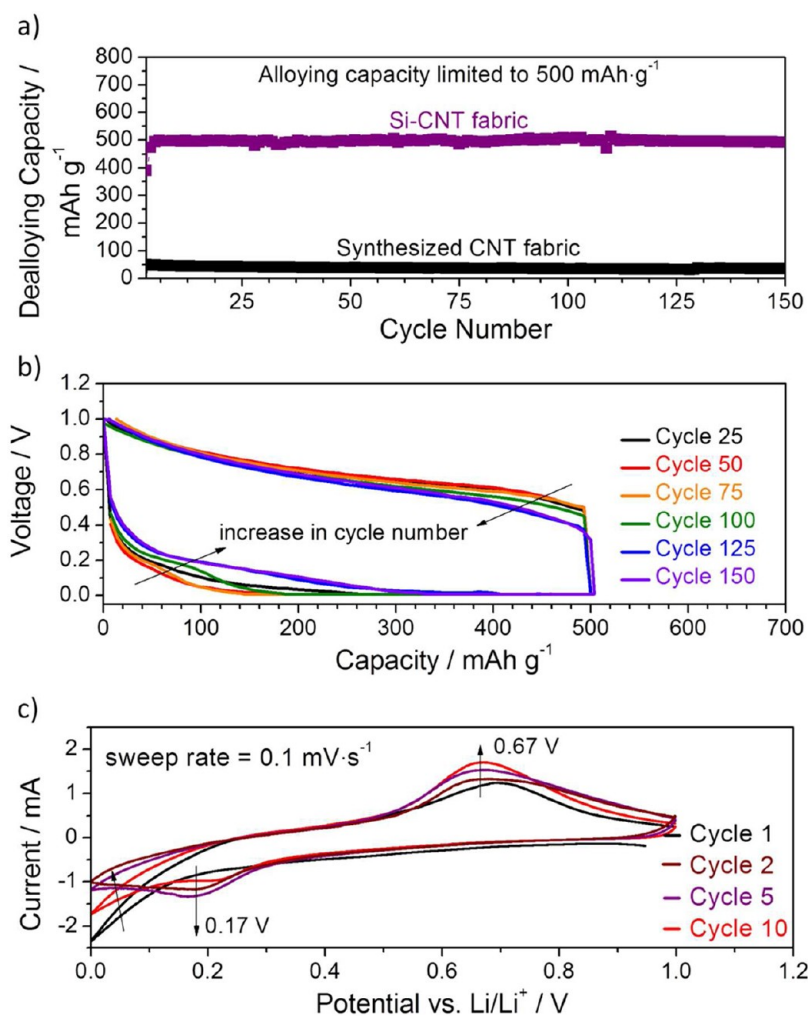 a)
Dealloying Capacity /
mAh g⁻¹
800
700
600
500
400
300
200
100
0
Alloying capacity limited to 500 mAh·g⁻¹
Si-CNT fabric
Synthesized CNT fabric
25 50 75 100 125 150
Cycle Number
b)
Voltage / V
1.2
1.0
0.8
0.6
0.4
0.2
0.0
increase in cycle number
Cycle 25
Cycle 50
Cycle 75
Cycle 100
Cycle 125
Cycle 150
0 100 200 300 400 500 600 700
Capacity / mAh g⁻¹
c)
Current / mA
2
1
0
-1
-2
sweep rate = 0.1 mV·s⁻¹
0.67 V
0.17 V
Cycle 1
Cycle 2
Cycle 5
Cycle 10
0.0 0.2 0.4 0.6 0.8 1.0 1.2
Potential vs. Li/Li⁺ / V